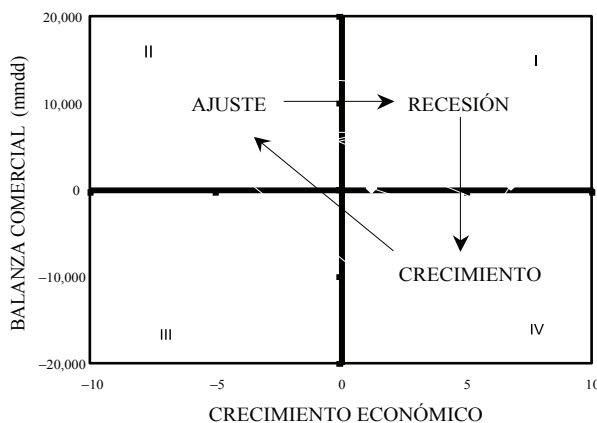 20,000
II
I
10,000
AJUSTE
RECESIÓN
BALANZA COMERCIAL (mmdd)
0
CRECIMIENTO
–10,000
III
IV
–20,000
–10
–5
0
5
10
CRECIMIENTO ECONÓMICO